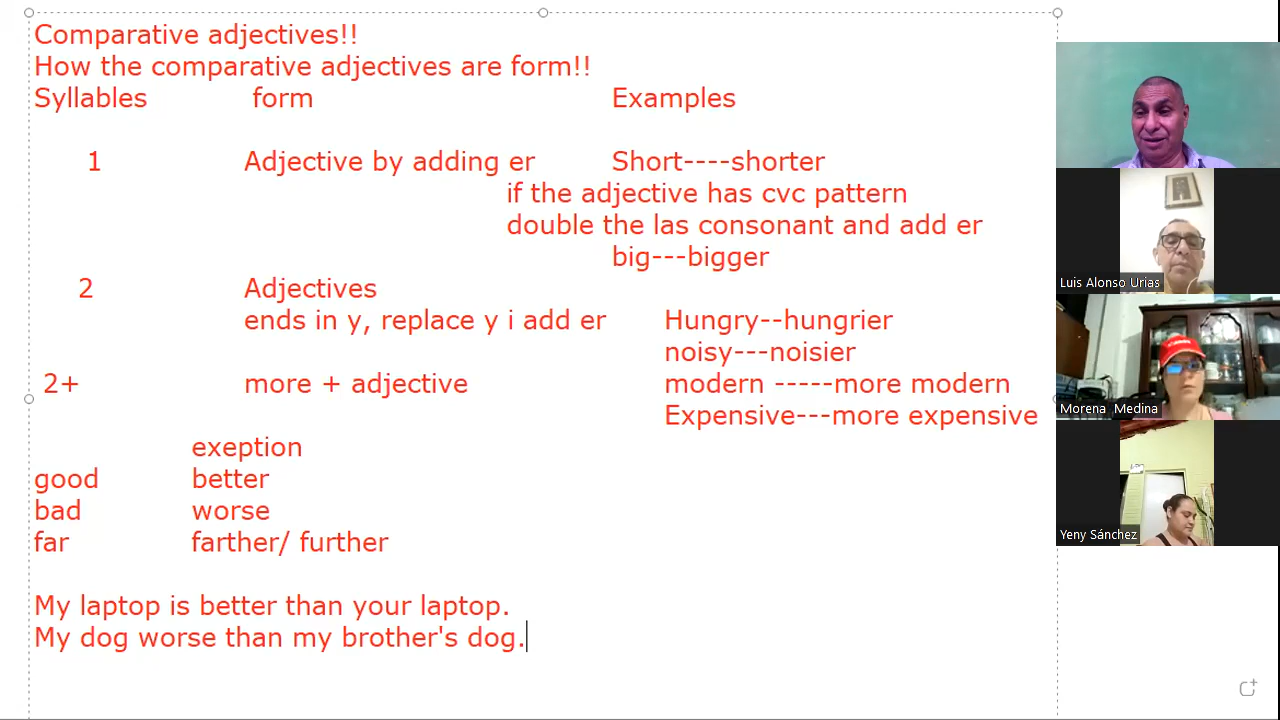 Comparative adjectives!!
How the comparative adjectives are form!!
Syllables form Examples
1 Adjective by adding er Short----shorter
if the adjective has cvc pattern
double the las consonant and add er
big---bigger
2 Adjectives
ends in y, replace y i add er Hungry--hungrier
noisy---noisier
2+ more + adjective modern -----more modern
Expensive---more expensive
exeption
good better
bad worse
far farther/ further
My laptop is better than your laptop.
My dog worse than my brother's dog.
Luis Alonso Urias
Morena Medina
Yeny Sánchez